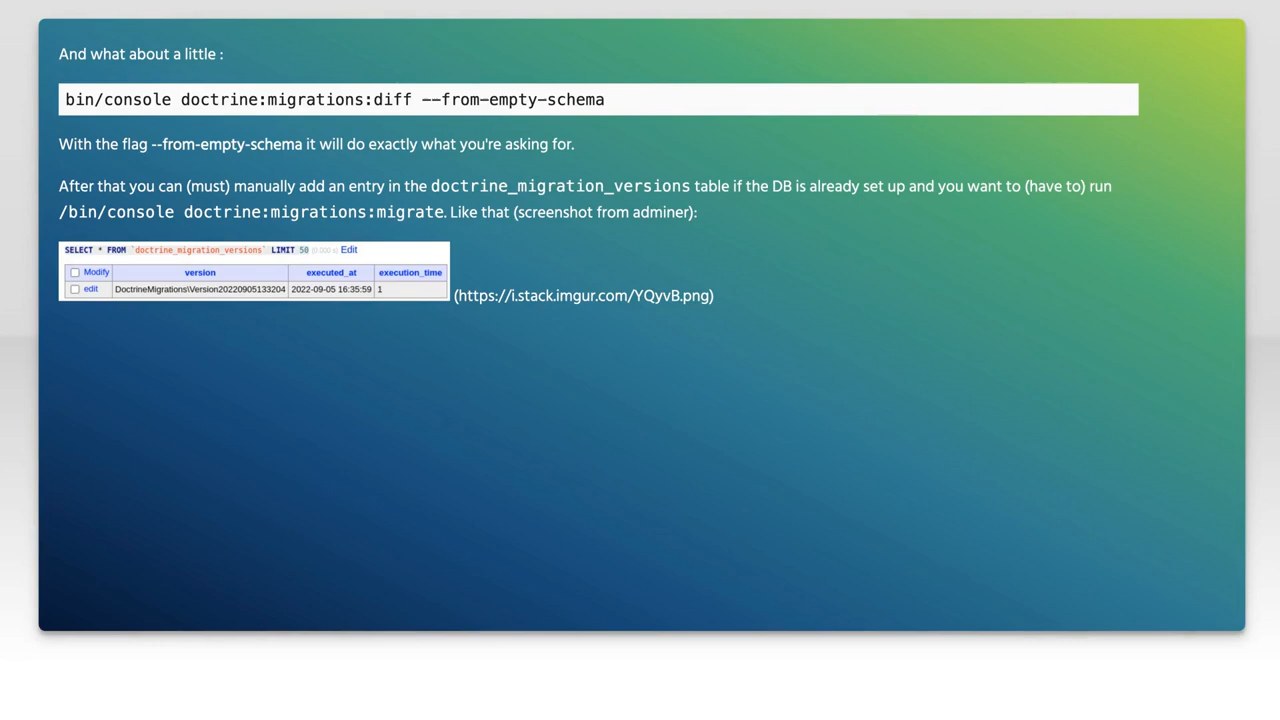 And what about a little :
bin/console doctrine:migrations:diff --from-empty-schema
With the flag --from-empty-schema it will do exactly what you're asking for.
After that you can (must) manually add an entry in the doctrine_migration_versions table if the DB is already set up and you want to (have to) run
/bin/console doctrine:migrations:migrate. Like that (screenshot from adminer):
SELECT * FROM `doctrine_migration_versions` LIMIT 50 (0.000 s) Edit
Modify version executed_at execution_time
edit DoctrineMigrations\Version20220905133204 2022-09-05 16:35:59 1
(https://i.stack.imgur.com/YQyvB.png)